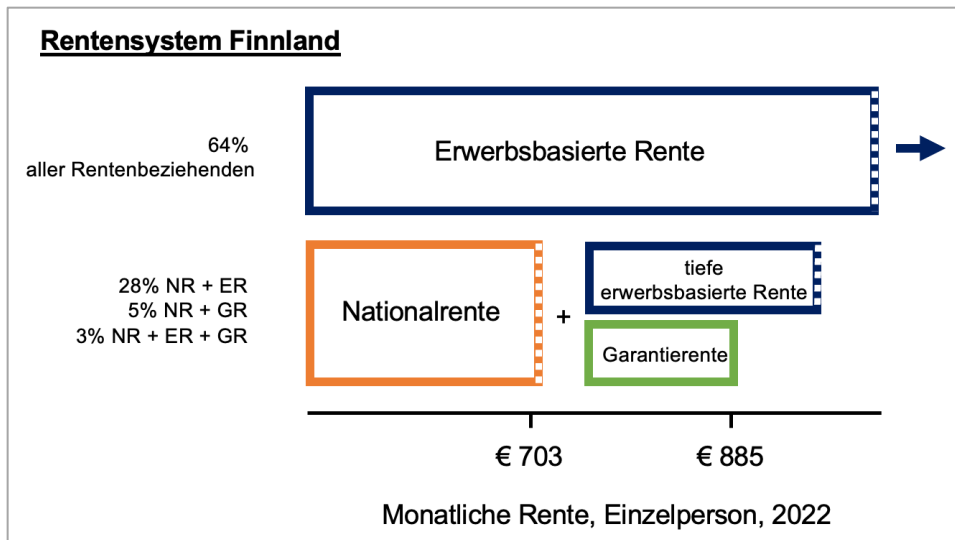 Rentensystem Finnland
64%
aller Rentenbeziehenden
Erwerbsbasierte Rente
28% NR + ER
5% NR + GR
3% NR + ER + GR
Nationalrente
+
tiefe
erwerbsbasierte Rente
Garantierente
€ 703
€ 885
Monatliche Rente, Einzelperson, 2022